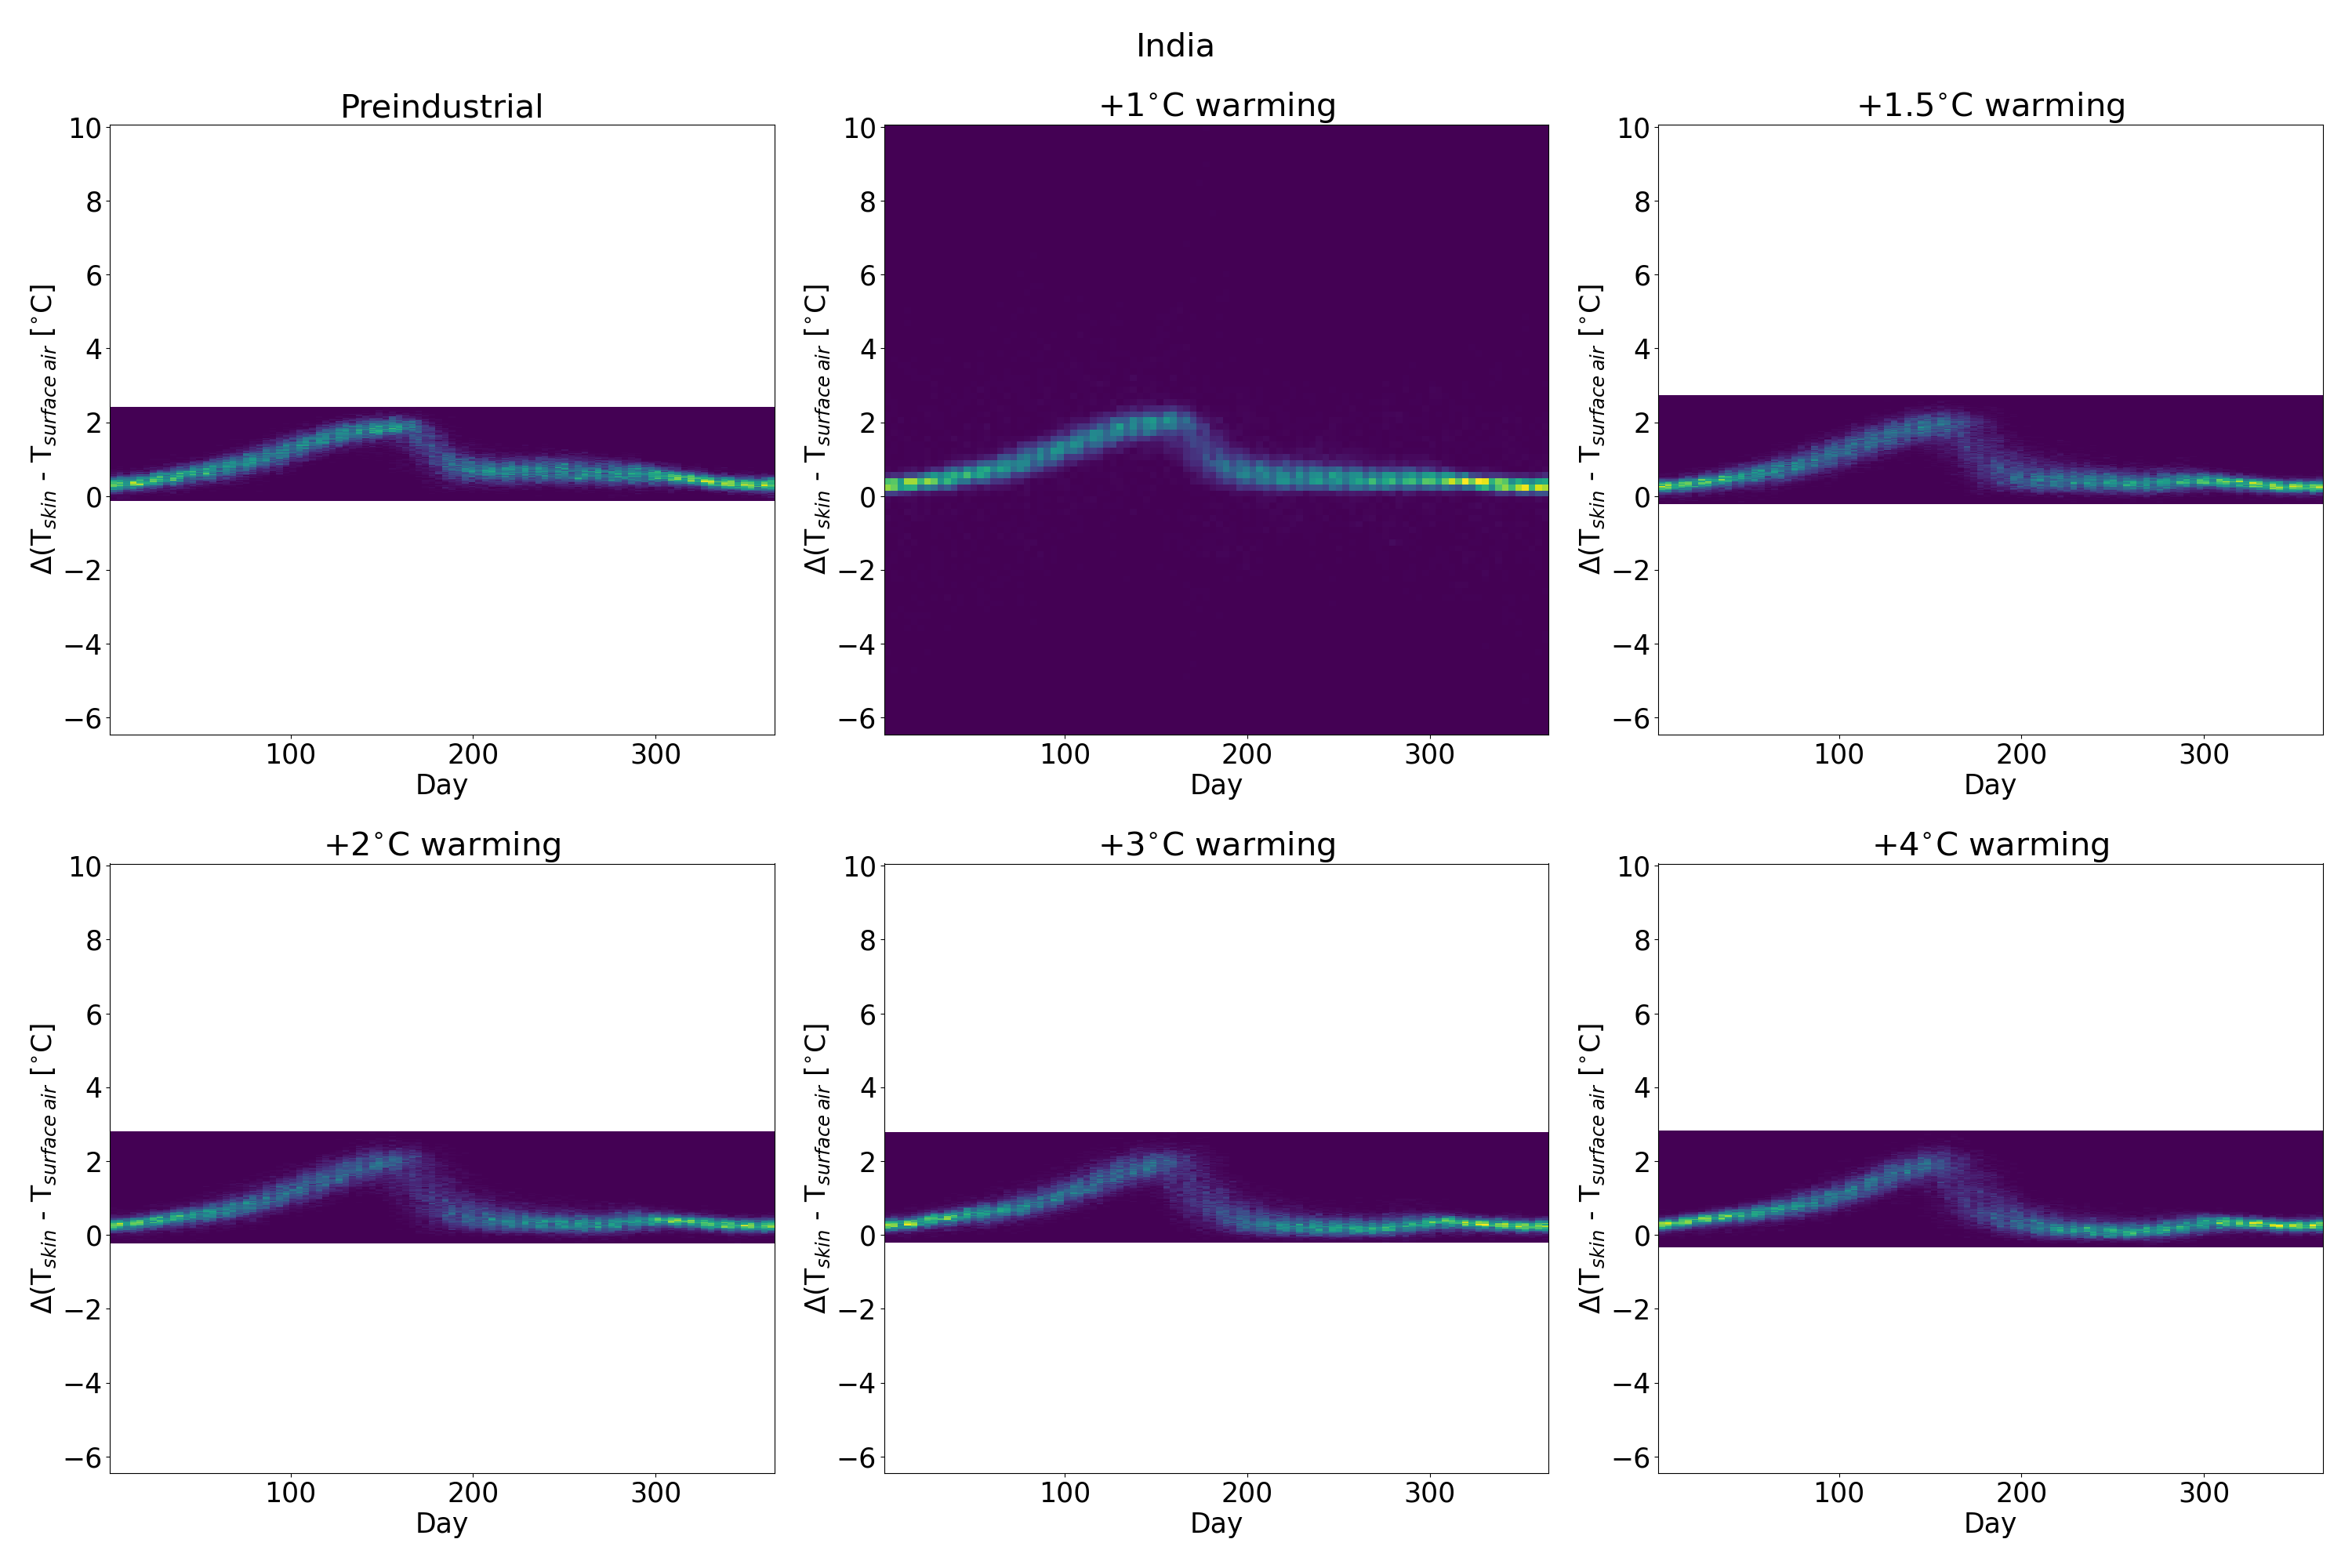 India
Preindustrial
+1°C warming
+1.5°C warming
10
8
6
4
2
0
−2
−4
−6
100 200 300
Day
Δ(T_skin - T_surface air [°C]
10
8
6
4
2
0
−2
−4
−6
100 200 300
Day
Δ(T_skin - T_surface air [°C]
10
8
6
4
2
0
−2
−4
−6
100 200 300
Day
Δ(T_skin - T_surface air [°C]
+2°C warming
+3°C warming
+4°C warming
10
8
6
4
2
0
−2
−4
−6
100 200 300
Day
Δ(T_skin - T_surface air [°C]
10
8
6
4
2
0
−2
−4
−6
100 200 300
Day
Δ(T_skin - T_surface air [°C]
10
8
6
4
2
0
−2
−4
−6
100 200 300
Day
Δ(T_skin - T_surface air [°C]